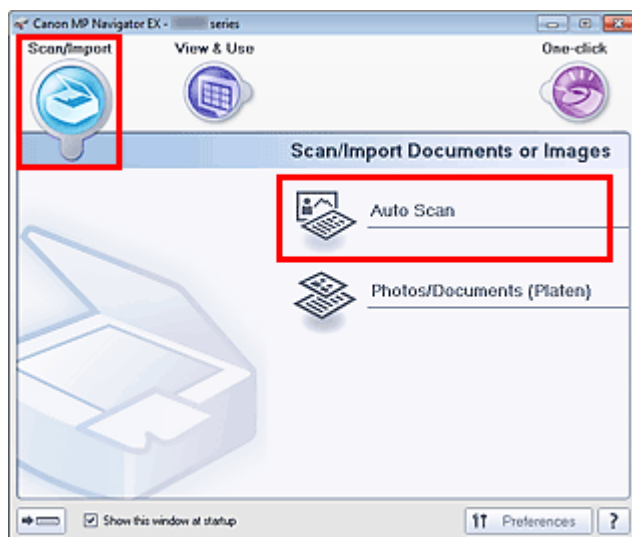 Canon MP Navigator EX - series
Scan/Import
View & Use
One-click
Scan/Import Documents or Images
Auto Scan
Photos/Documents (Platen)
Show this window at startup
Preferences
?